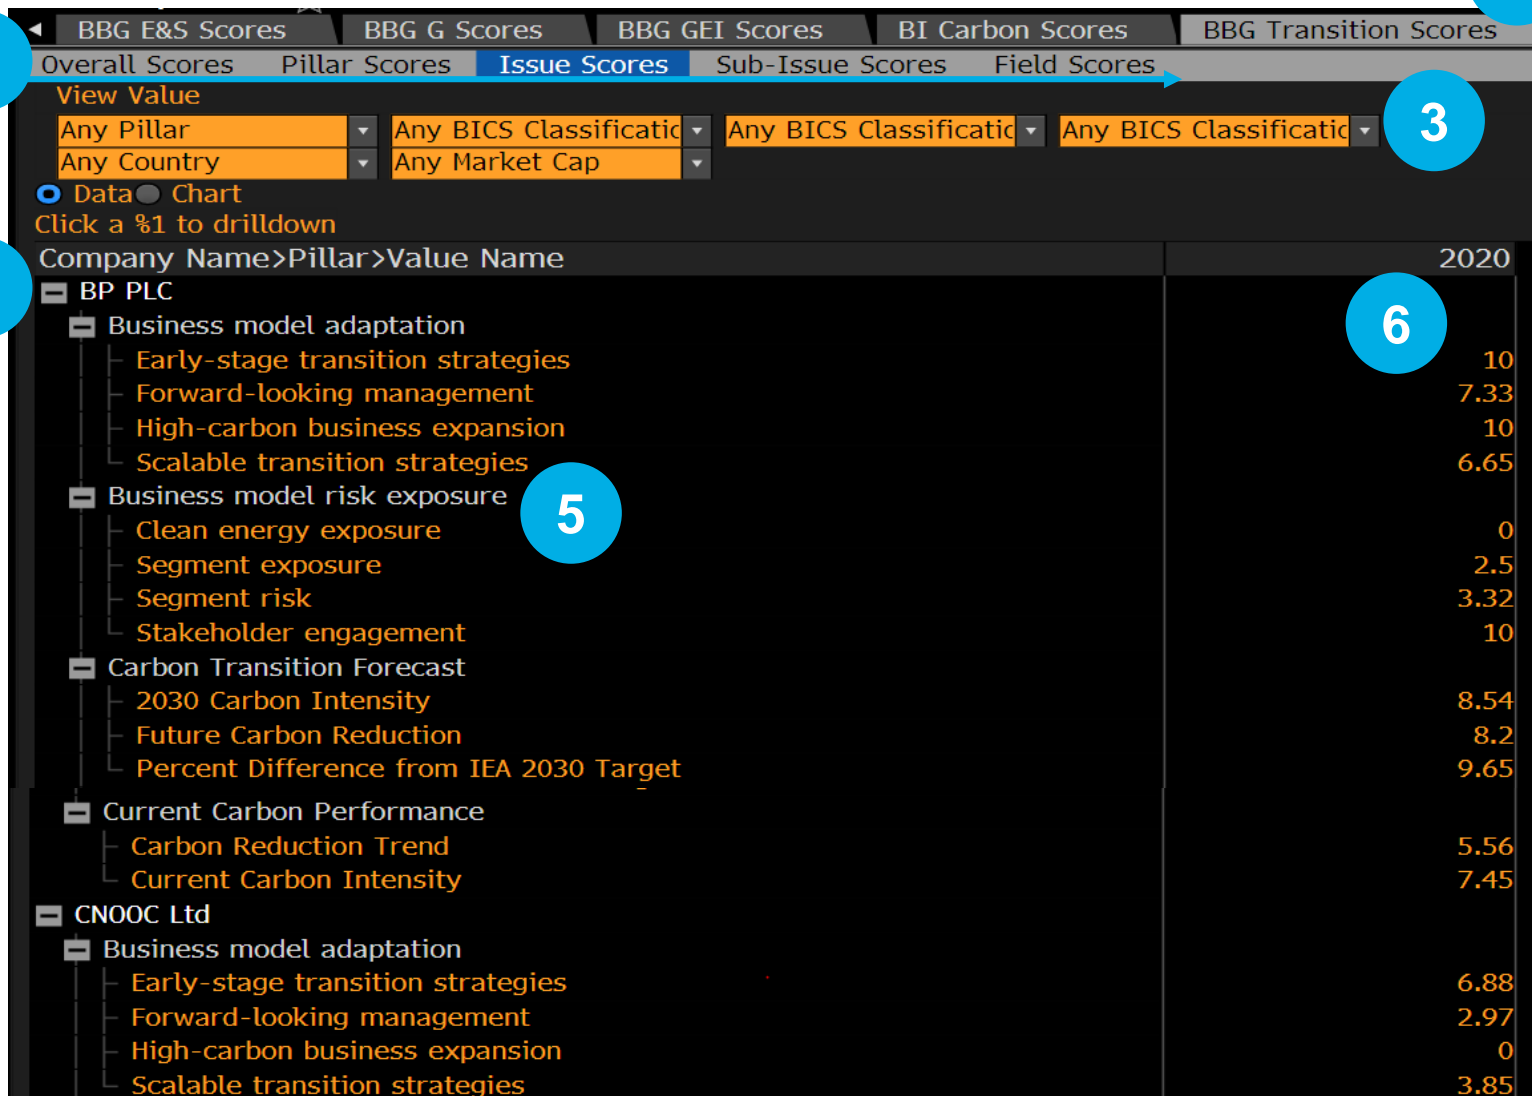 BBG E&S Scores BBG G Scores BBG GEI Scores BI Carbon Scores BBG Transition Scores
Overall Scores Pillar Scores Issue Scores Sub-Issue Scores Field Scores
View Value
3
Any Pillar Any BICS Classificatic Any BICS Classificatic Any BICS Classificatic
Any Country Any Market Cap
Data Chart
Click a %1 to drilldown
Company Name>Pillar>Value Name 2020
BP PLC
6
Business model adaptation
Early-stage transition strategies 10
Forward-looking management 7.33
High-carbon business expansion 10
Scalable transition strategies 6.65
Business model risk exposure
5
Clean energy exposure 0
Segment exposure 2.5
Segment risk 3.32
Stakeholder engagement 10
Carbon Transition Forecast
2030 Carbon Intensity 8.54
Future Carbon Reduction 8.2
Percent Difference from IEA 2030 Target 9.65
Current Carbon Performance
Carbon Reduction Trend 5.56
Current Carbon Intensity 7.45
CNOOC Ltd
Business model adaptation
Early-stage transition strategies 6.88
Forward-looking management 2.97
High-carbon business expansion 0
Scalable transition strategies 3.85